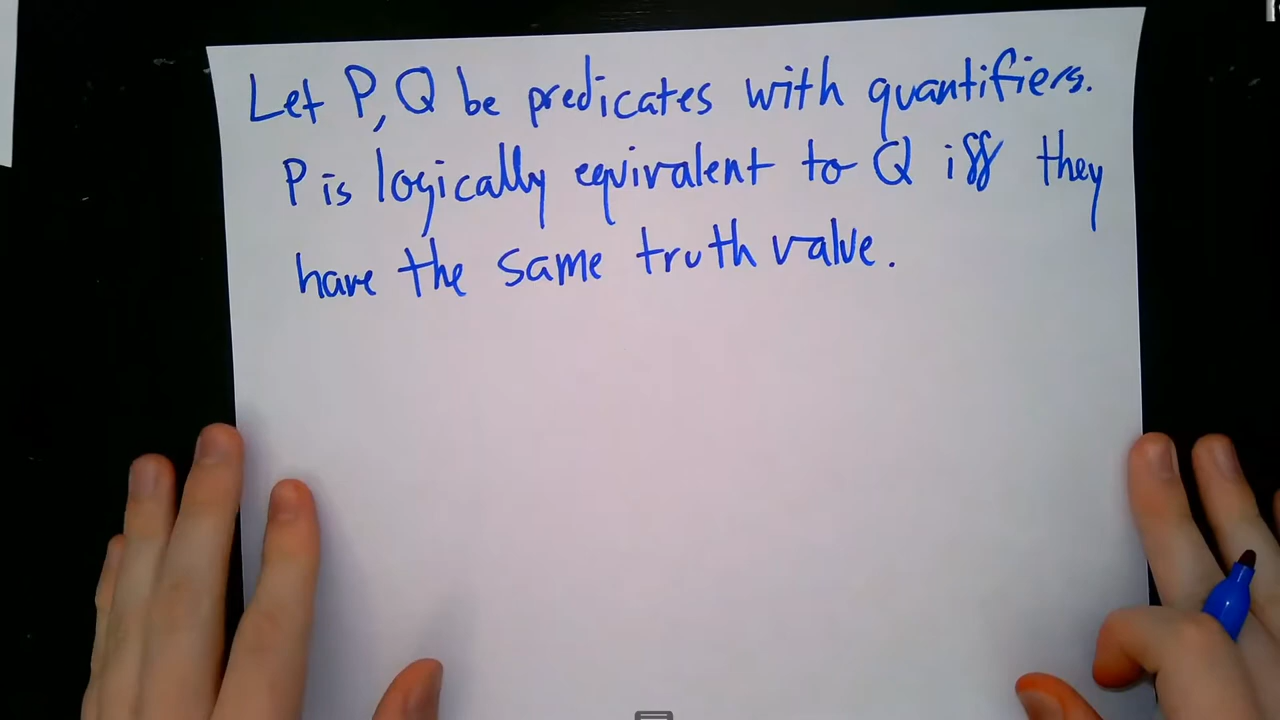 Let P, Q be predicates with quantifiers.
P is logically equivalent to Q iff they
have the same truth value.